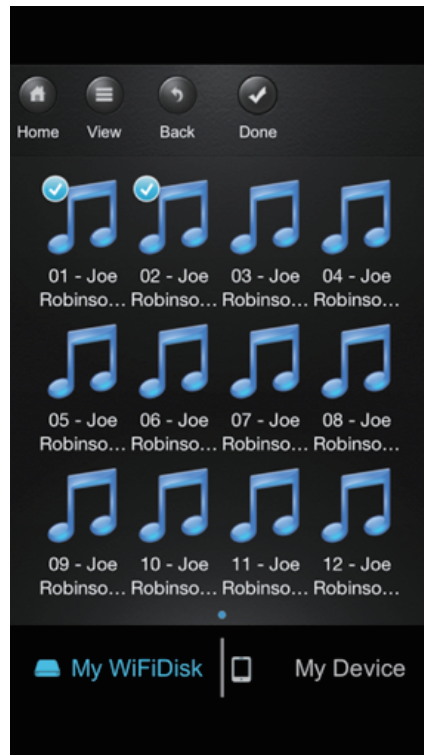 Home View Back Done
01 - Joe 02 - Joe 03 - Joe 04 - Joe
Robinso... Robinso... Robinso... Robinso...
05 - Joe 06 - Joe 07 - Joe 08 - Joe
Robinso... Robinso... Robinso... Robinso...
09 - Joe 10 - Joe 11 - Joe 12 - Joe
Robinso... Robinso... Robinso... Robinso...
My WiFiDisk My Device